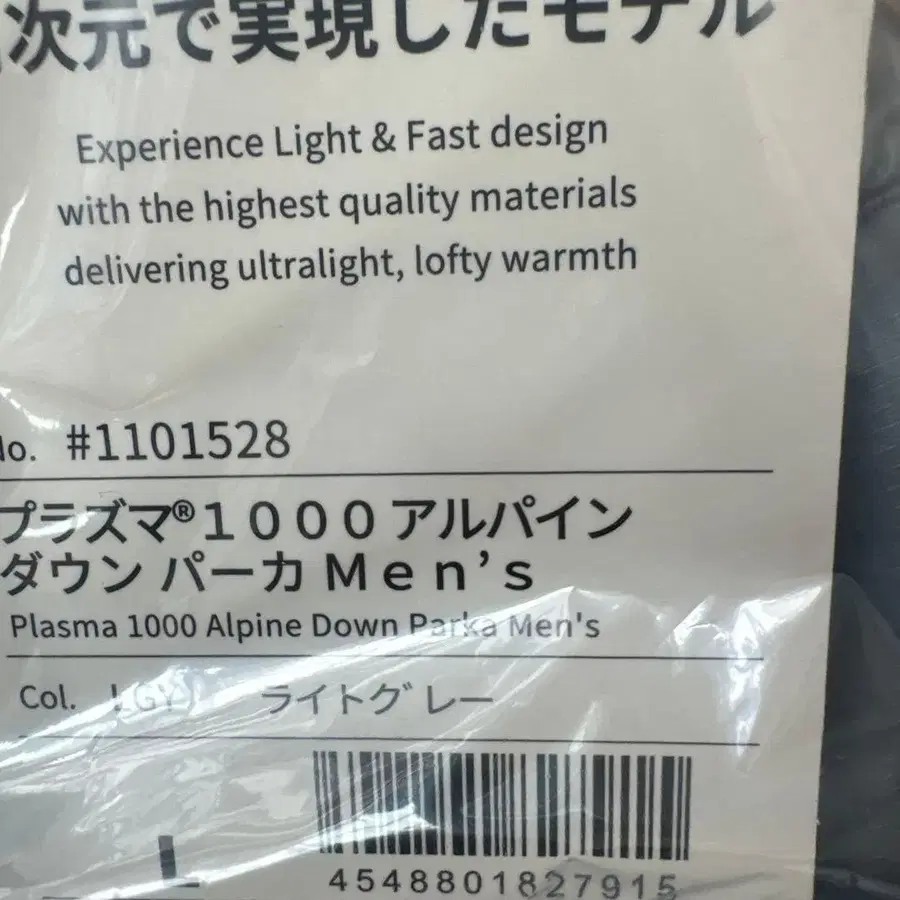 次元で実現したモデル
Experience Light & Fast design
with the highest quality materials
delivering ultralight, lofty warmth
No. #1101528
プラズマ®１０００アルパイン
ダウン パーカ Ｍｅｎ’ｓ
Plasma 1000 Alpine Down Parka Men's
Col. LGY ライトグレー
L
4548801827915